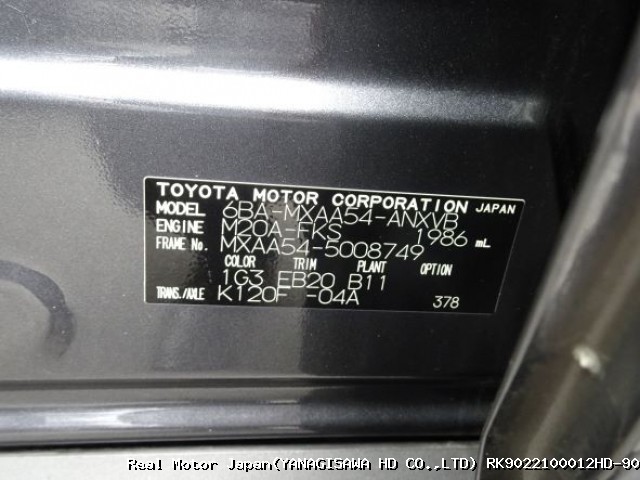 TOYOTA MOTOR CORPORATION JAPAN
MODEL 6BA-MXAA54-ANXVB
ENGINE M20A-FKS 1986 mL
FRAME No. MXAA54-5008749
COLOR TRIM PLANT OPTION
1G3 EB20 B11
TRANS./AXLE K120F -04A 378
Real Motor Japan(YANAGISAWA HD CO.,LTD) RK9022100012HD-90